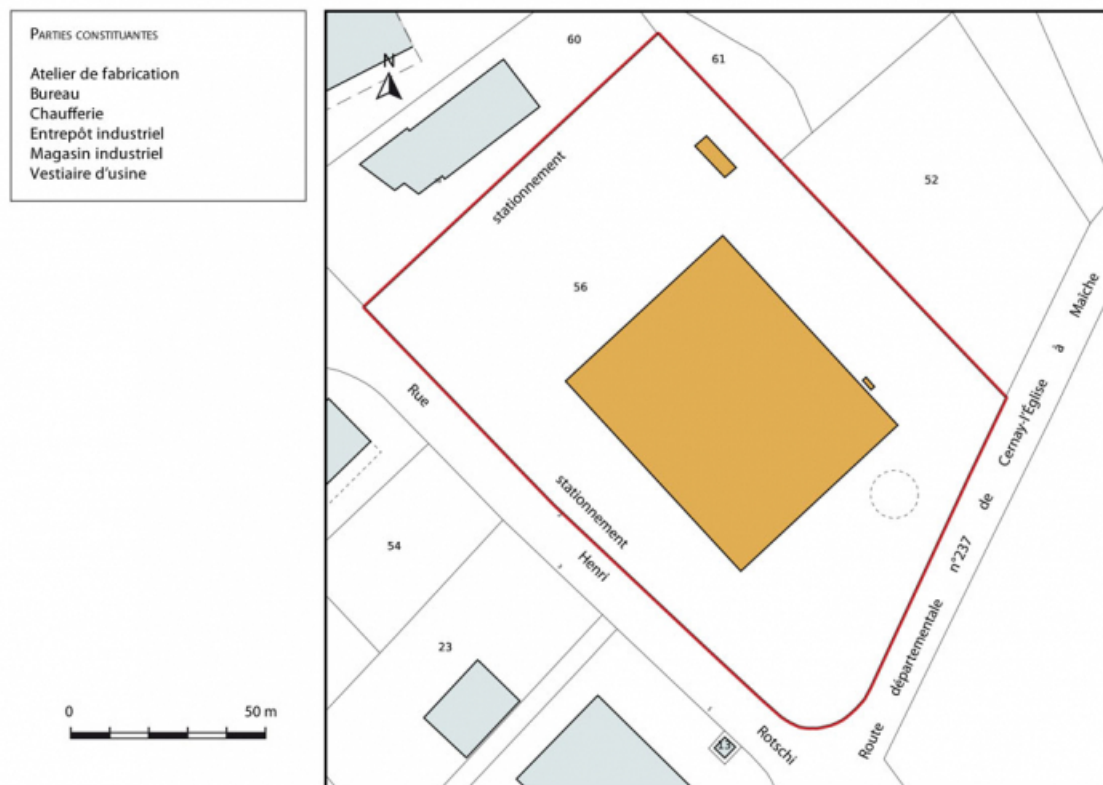 PARTIES CONSTITUANTES
Atelier de fabrication
Bureau
Chaufferie
Entrepôt industriel
Magasin industriel
Vestiaire d'usine
N
60
61
52
stationnement
56
Rue
stationnement
Henri
Rotschi
54
23
13
Route départementale n°237 de Cernay-l'Église à Maîche
0 50 m